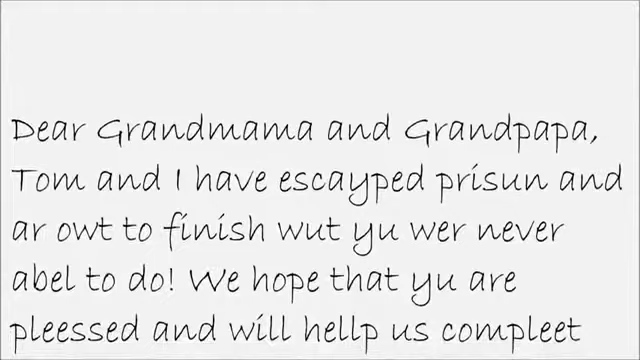 Dear Grandmama and Grandpapa,
Tom and I have escayped prisun and
ar owt to finish wut yu wer never
abel to do! We hope that yu are
pleessed and will hellp us compleet